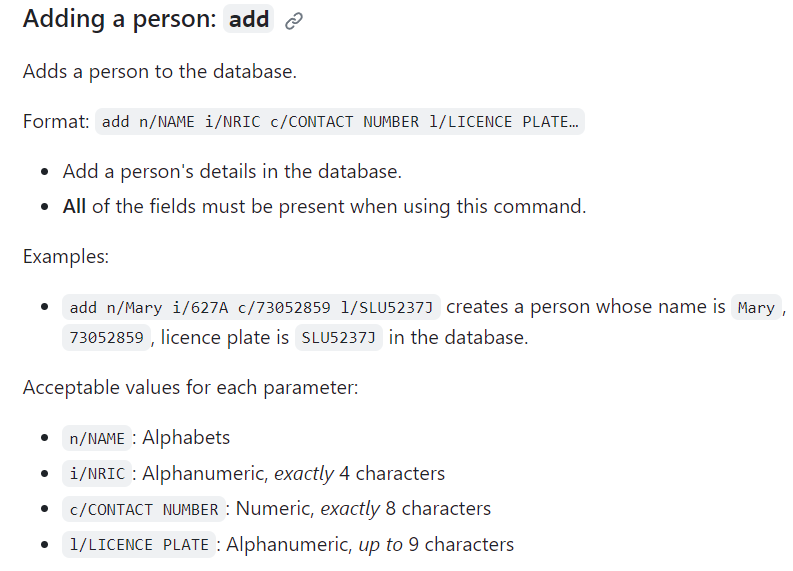 Adding a person: add
Adds a person to the database.
Format: add n/NAME i/NRIC c/CONTACT NUMBER l/LICENCE PLATE…
Add a person's details in the database.
All of the fields must be present when using this command.
Examples:
add n/Mary i/627A c/73052859 l/SLU5237J creates a person whose name is Mary,
73052859, licence plate is SLU5237J in the database.
Acceptable values for each parameter:
n/NAME: Alphabets
i/NRIC: Alphanumeric, exactly 4 characters
c/CONTACT NUMBER: Numeric, exactly 8 characters
l/LICENCE PLATE: Alphanumeric, up to 9 characters